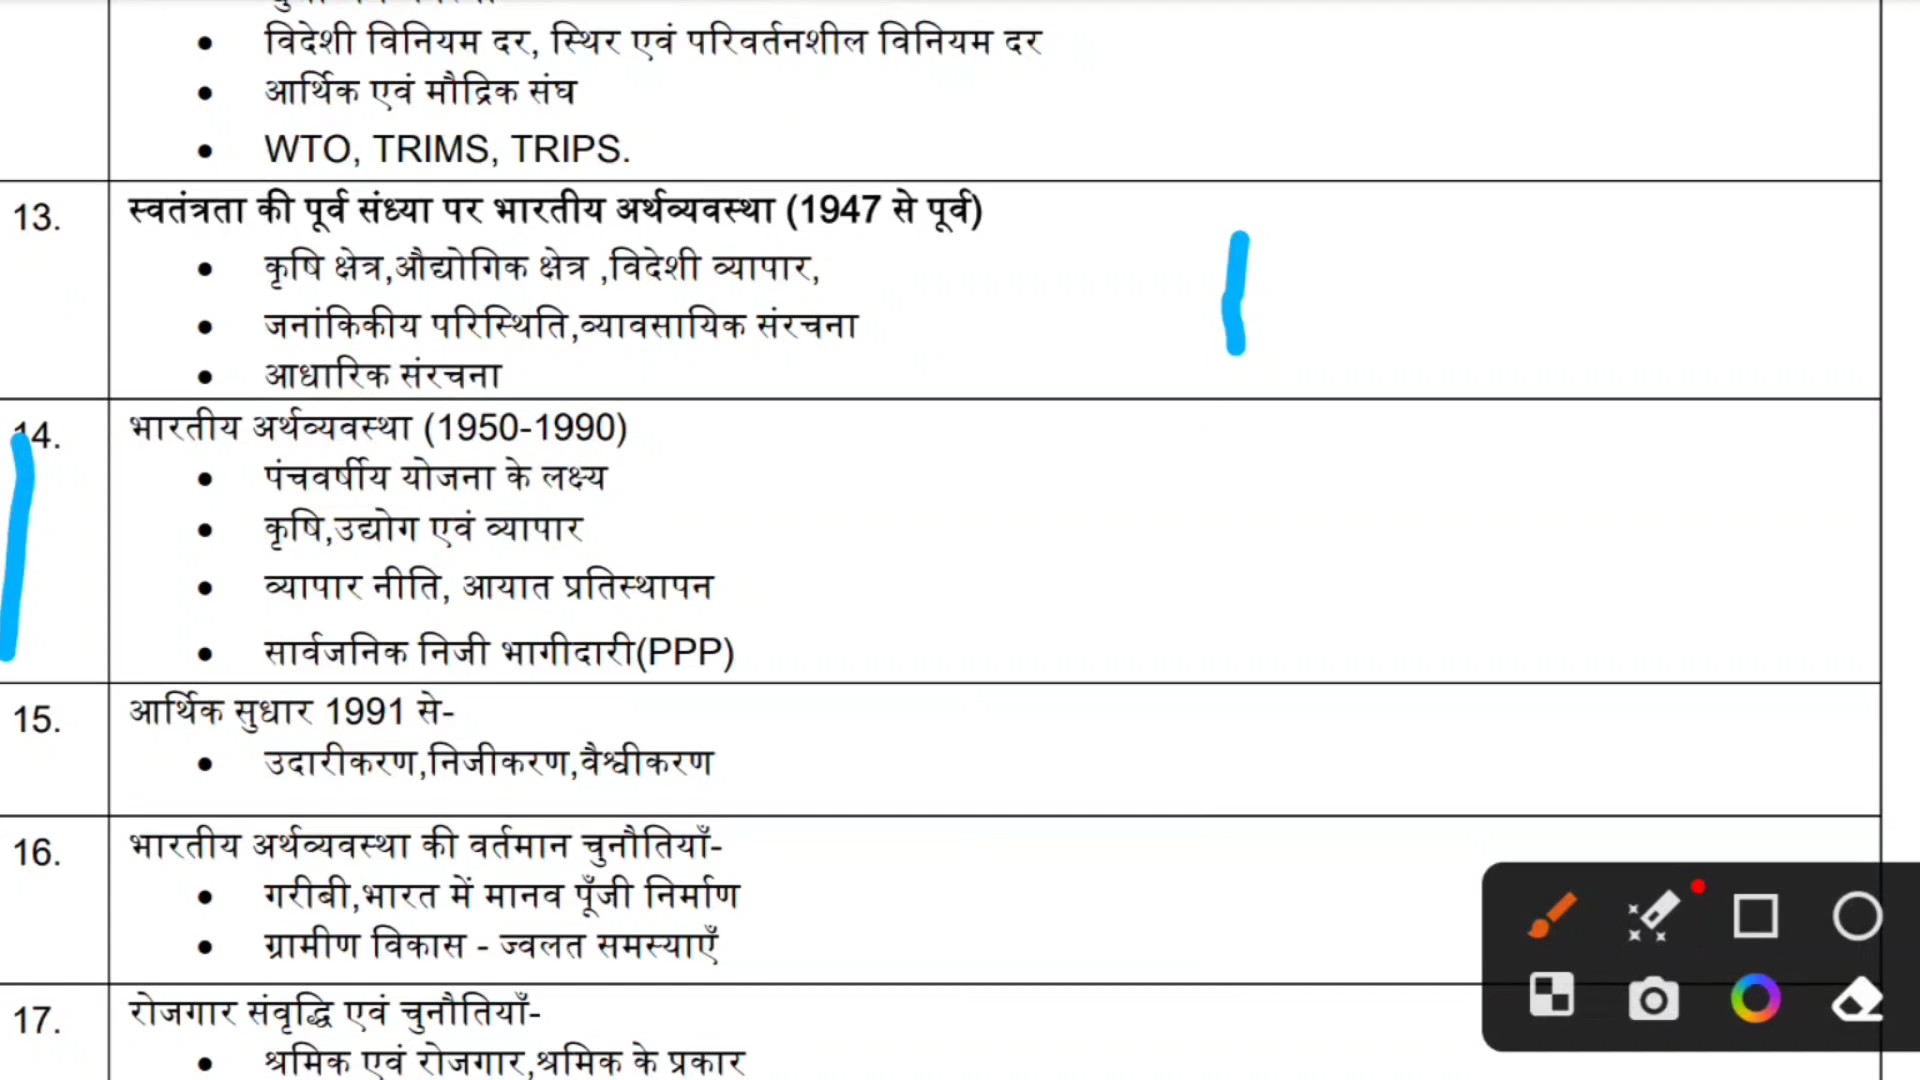 विदेशी विनियम दर, स्थिर एवं परिवर्तनशील विनियम दर
आर्थिक एवं मौद्रिक संघ
WTO, TRIMS, TRIPS.
13. स्वतंत्रता की पूर्व संध्या पर भारतीय अर्थव्यवस्था (1947 से पूर्व)
कृषि क्षेत्र,औद्योगिक क्षेत्र ,विदेशी व्यापार,
जनांकिकीय परिस्थिति,व्यावसायिक संरचना
आधारिक संरचना
14. भारतीय अर्थव्यवस्था (1950-1990)
पंचवर्षीय योजना के लक्ष्य
कृषि,उद्योग एवं व्यापार
व्यापार नीति, आयात प्रतिस्थापन
सार्वजनिक निजी भागीदारी(PPP)
15. आर्थिक सुधार 1991 से-
उदारीकरण,निजीकरण,वैश्वीकरण
16. भारतीय अर्थव्यवस्था की वर्तमान चुनौतियाँ-
गरीबी,भारत में मानव पूँजी निर्माण
ग्रामीण विकास - ज्वलत समस्याएँ
17. रोजगार संवृद्धि एवं चुनौतियाँ-
श्रमिक एवं रोजगार,श्रमिक के प्रकार